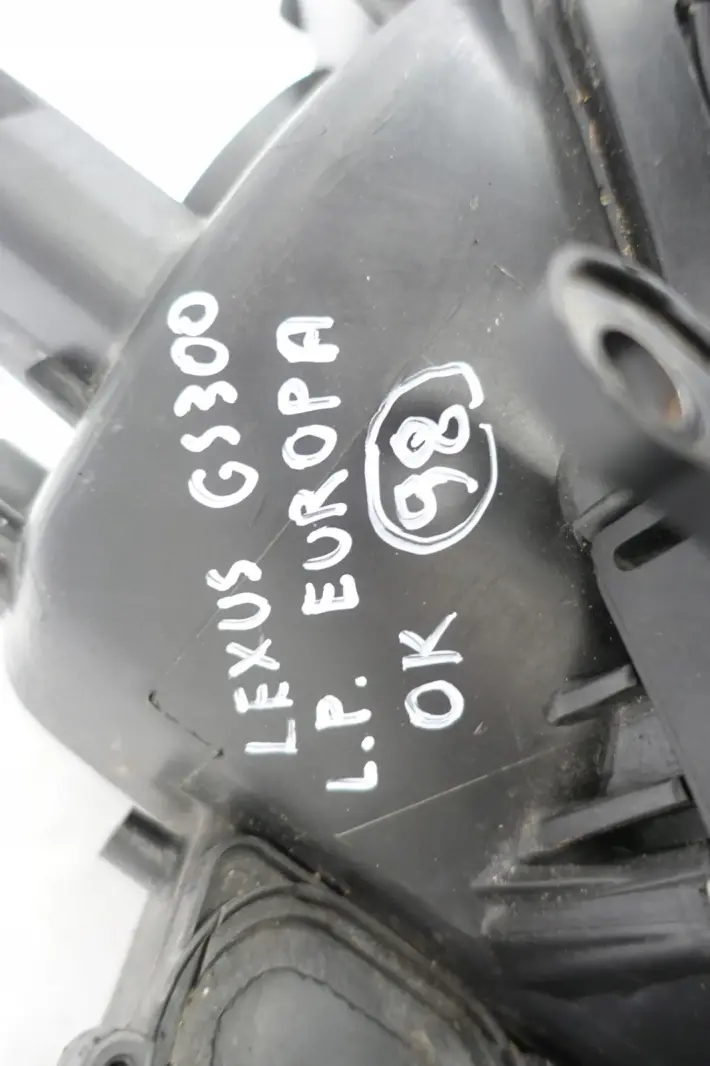 LEXUS GS300
L.P. EUROPA
OK 98